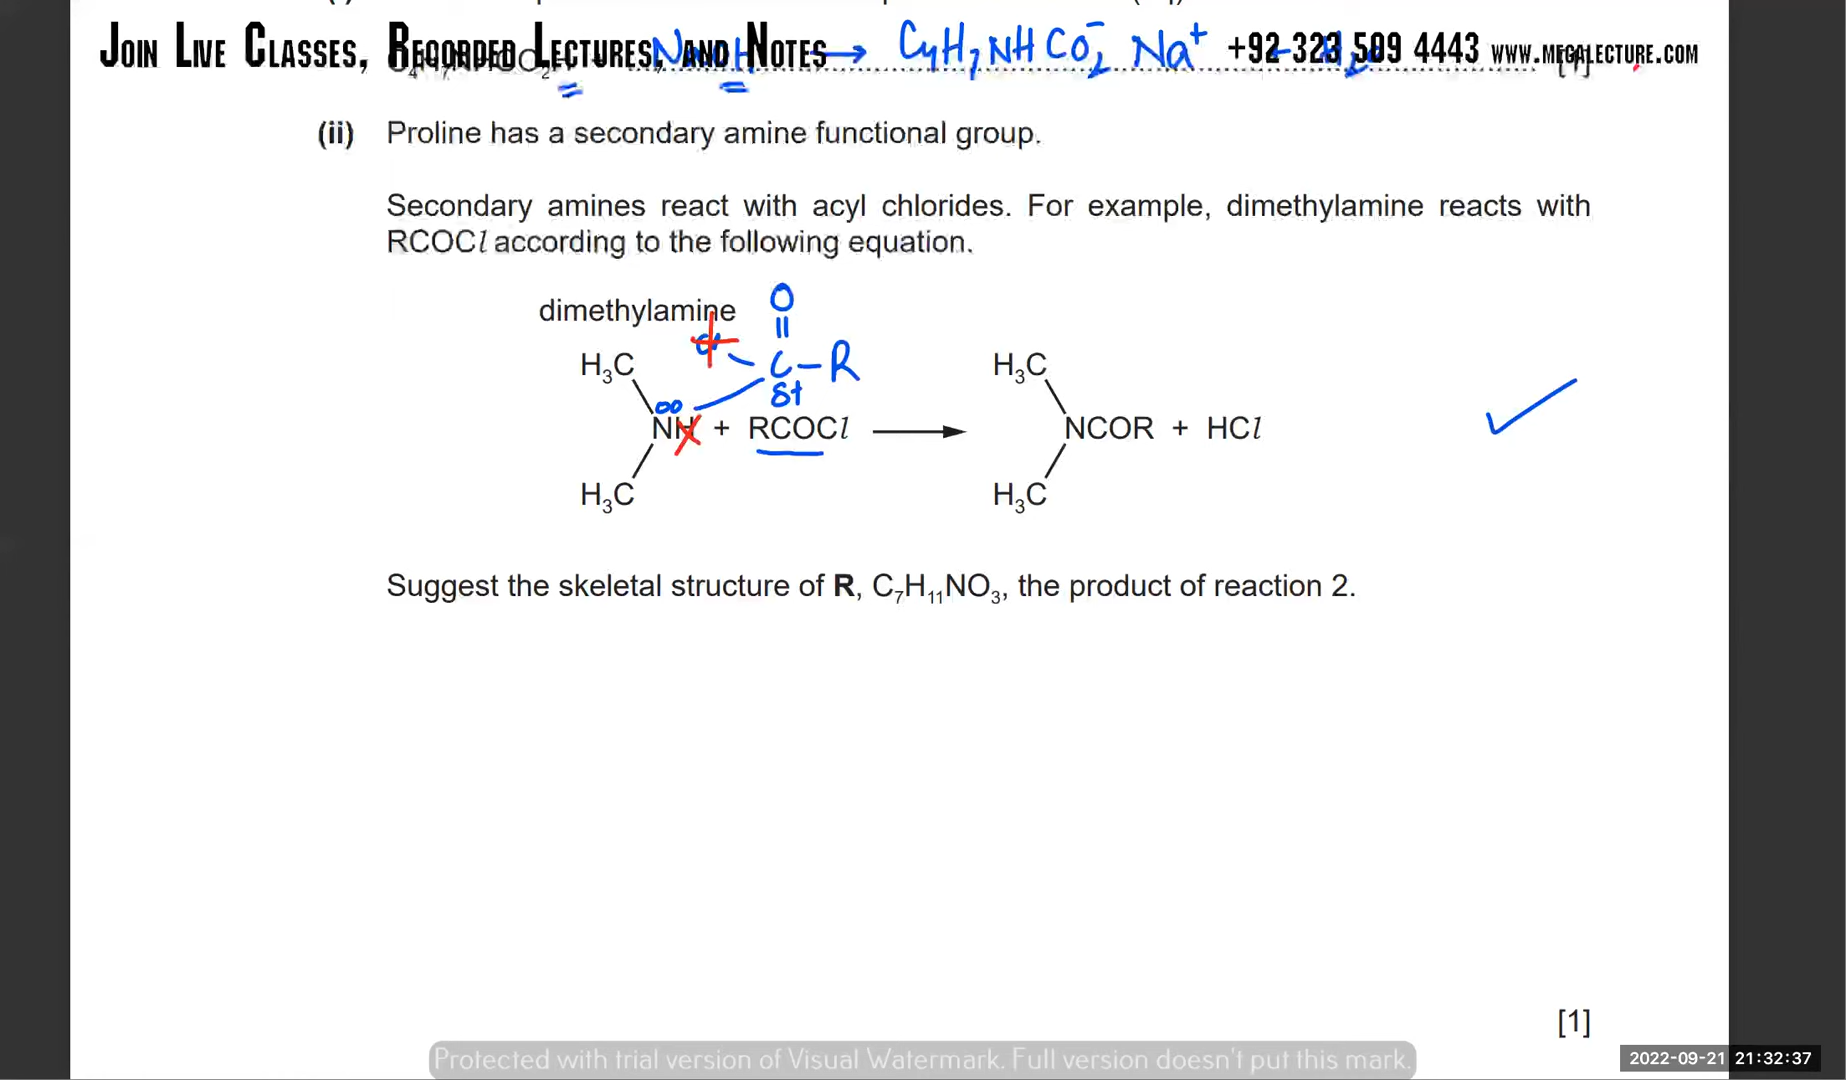 JOIN LIVE CLASSES, RECORDED LECTURES, AND NOTES +92 323 509 4443 WWW.MEGALECTURE.COM
→ C₄H₇NHCO₂⁻ Na⁺
[1]
(ii) Proline has a secondary amine functional group.
Secondary amines react with acyl chlorides. For example, dimethylamine reacts with
RCOCl according to the following equation.
dimethylamine
O
C–R
δ+
H₃C
NH + RCOCl → NCOR + HCl
H₃C
H₃C
H₃C
Suggest the skeletal structure of R, C₇H₁₁NO₃, the product of reaction 2.
[1]
Protected with trial version of Visual Watermark. Full version doesn't put this mark.
2022-09-21 21:32:37